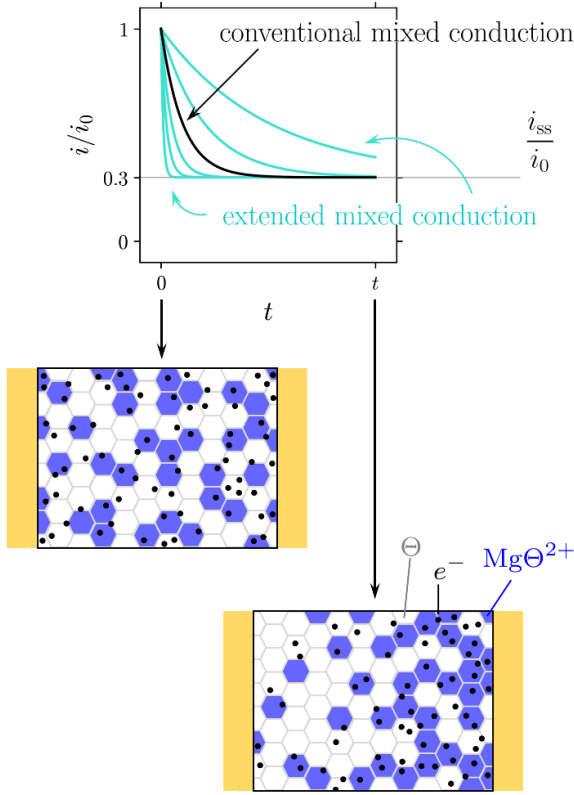 1
conventional mixed conduction
i/i₀
iₛₛ
i₀
0.3
extended mixed conduction
0
0
t
t
Θ
e⁻
MgΘ²⁺